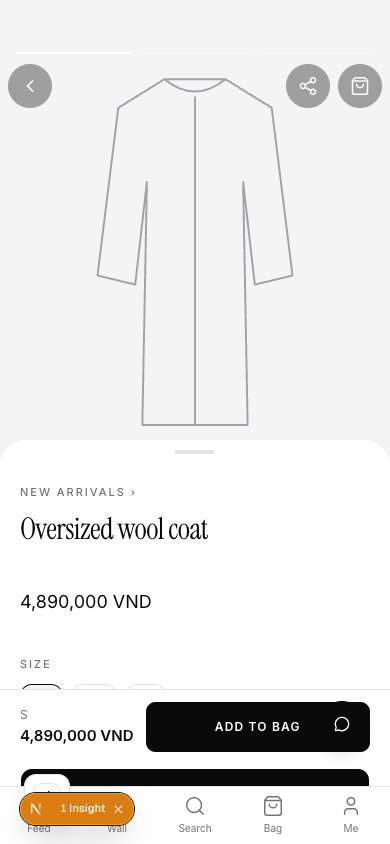 NEW ARRIVALS ›
Oversized wool coat
4,890,000 VND
SIZE
S
4,890,000 VND
ADD TO BAG
N
1 Insight
Feed
Wall
Search
Bag
Me